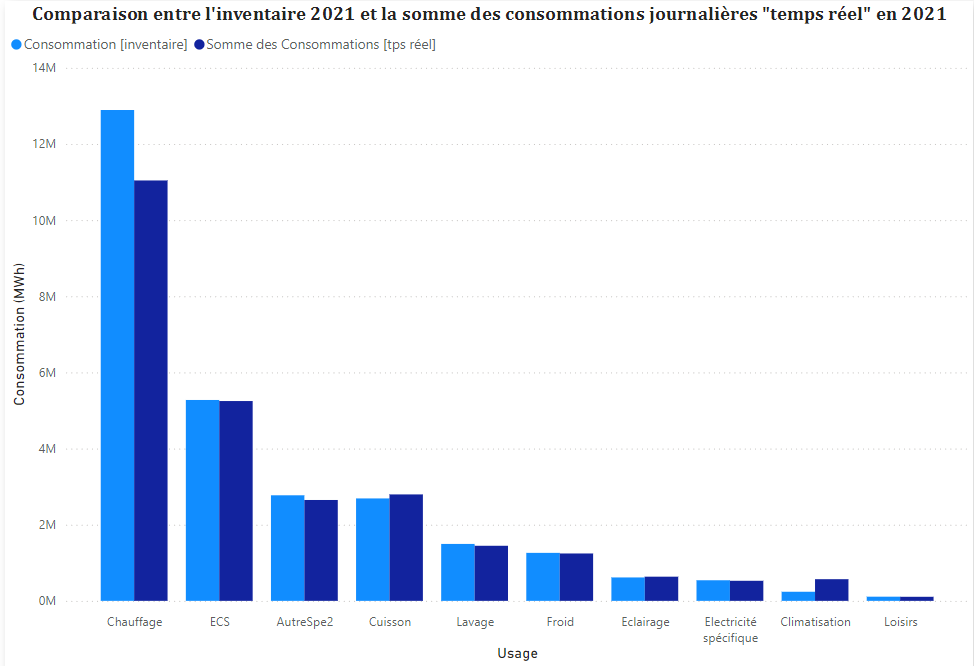 Comparaison entre l'inventaire 2021 et la somme des consommations journalières "temps réel" en 2021
Consommation [inventaire] Somme des Consommations [tps réel]
14M
12M
10M
8M
6M
4M
2M
0M
Consommation (MWh)
Chauffage ECS AutreSpe2 Cuisson Lavage Froid Eclairage Electricité Climatisation Loisirs
spécifique
Usage